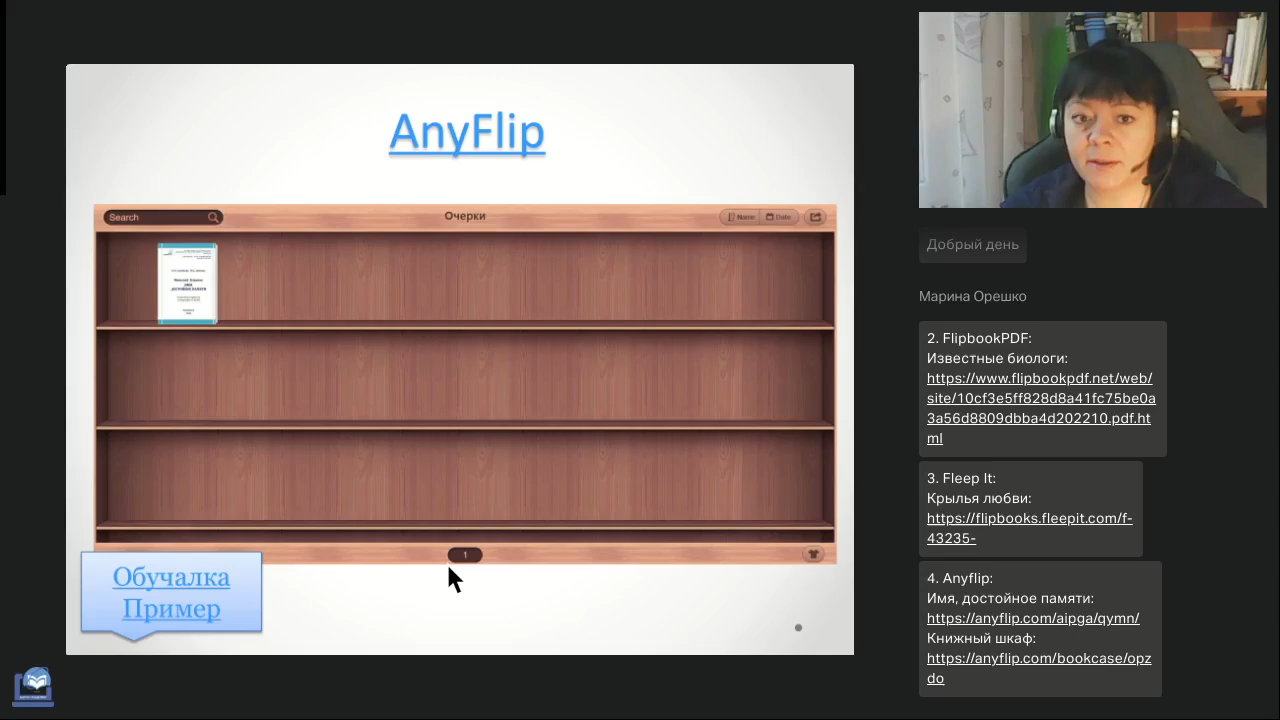 AnyFlip
Search
Очерки
Name
Date
1
Обучалка
Пример
Добрый день
Марина Орешко
2. FlipbookPDF:
Известные биологи:
https://www.flipbookpdf.net/web/
site/10cf3e5ff828d8a41fc75be0a
3a56d8809dbba4d202210.pdf.ht
ml
3. Fleep It:
Крылья любви:
https://flipbooks.fleepit.com/f-
43235-
4. Anyflip:
Имя, достойное памяти:
https://anyflip.com/aipga/qymn/
Книжный шкаф:
https://anyflip.com/bookcase/opz
do